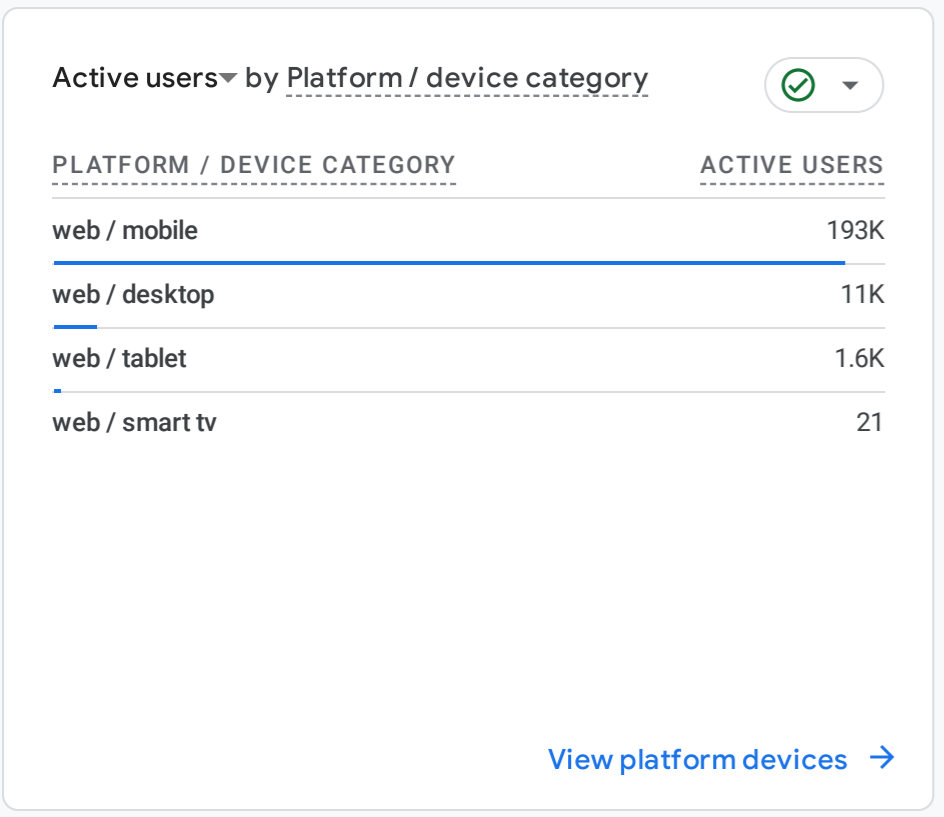 Active users by Platform / device category
PLATFORM / DEVICE CATEGORY ACTIVE USERS
web / mobile 193K
web / desktop 11K
web / tablet 1.6K
web / smart tv 21
View platform devices